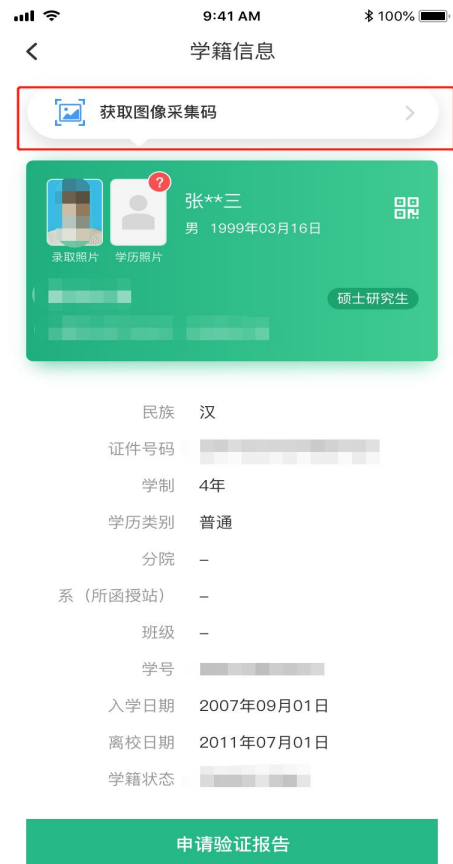 9:41 AM 100%
学籍信息
获取图像采集码
?
张**三
男 1999年03月16日
录取照片 学历照片
硕士研究生
民族 汉
证件号码
学制 4年
学历类别 普通
分院 –
系（所函授站） –
班级 –
学号
入学日期 2007年09月01日
离校日期 2011年07月01日
学籍状态
申请验证报告